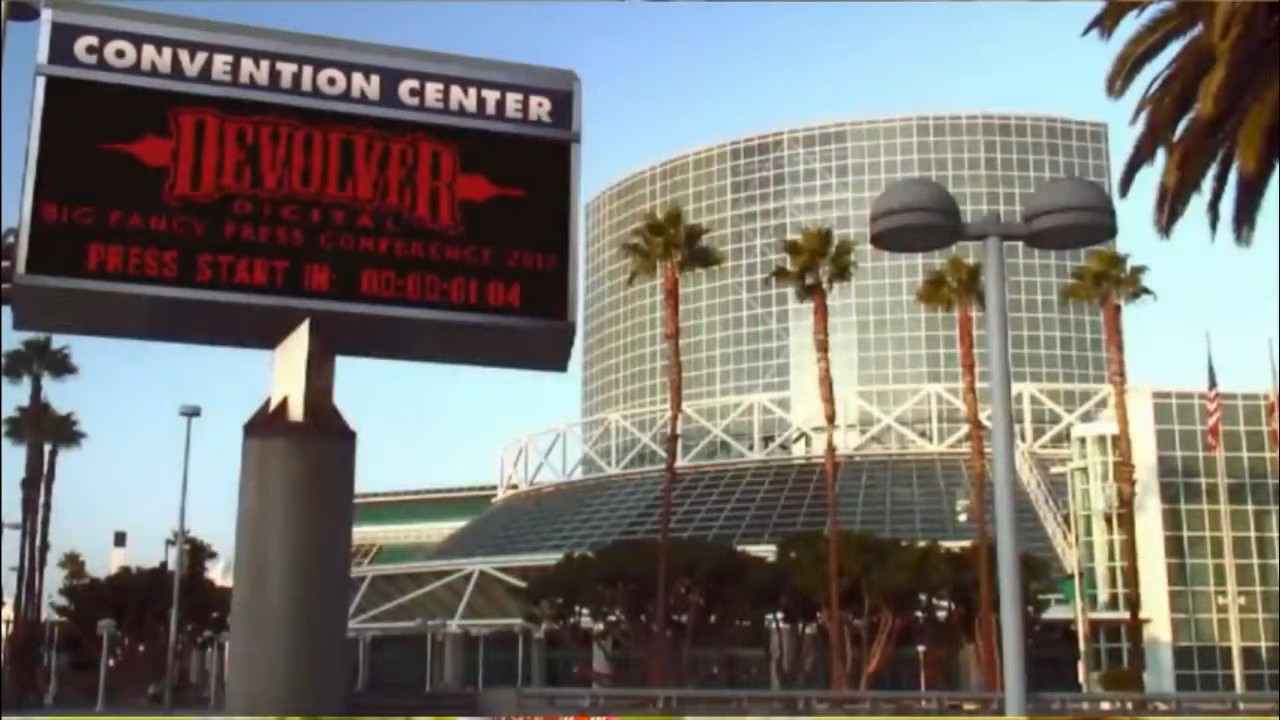 CONVENTION CENTER
DEVOLVER
DIGITAL
BIG FANCY PRESS CONFERENCE 2017
PRESS START IN: 00:00:01:04